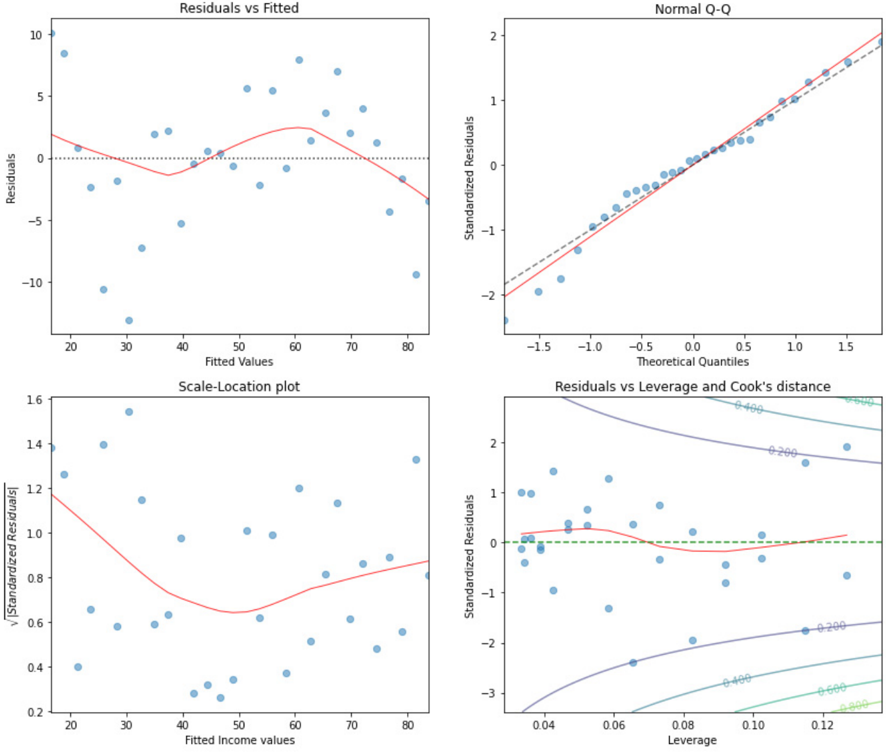 Residuals vs Fitted
10
5
0
−5
−10
Residuals
20 30 40 50 60 70 80
Fitted Values
Normal Q-Q
2
1
0
−1
−2
Standardized Residuals
−1.5 −1.0 −0.5 0.0 0.5 1.0 1.5
Theoretical Quantiles
Scale-Location plot
1.6
1.4
1.2
1.0
0.8
0.6
0.4
0.2
√|Standardized Residuals|
20 30 40 50 60 70 80
Fitted Income values
Residuals vs Leverage and Cook's distance
0.600
0.400
0.200
2
1
0
−1
−2
−3
Standardized Residuals
0.200
0.400
0.600
0.800
0.04 0.06 0.08 0.10 0.12
Leverage